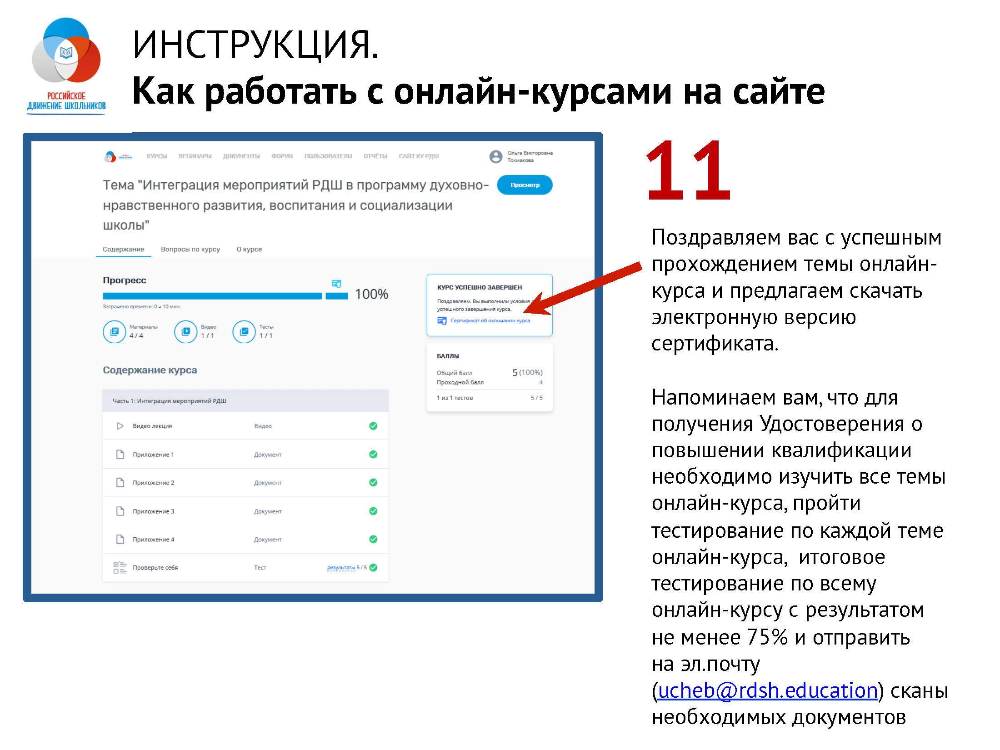 РОССИЙСКОЕ
ДВИЖЕНИЕ ШКОЛЬНИКОВ
ИНСТРУКЦИЯ.
Как работать с онлайн-курсами на сайте
КУРСЫ ВЕБИНАРЫ ДОКУМЕНТЫ ФОРУМ ПОЛЬЗОВАТЕЛИ ОТЧЁТЫ САЙТ КУ РДШ
Ольга Викторовна
Токмакова
Тема "Интеграция мероприятий РДШ в программу духовно-
нравственного развития, воспитания и социализации
школы"
Просмотр
Содержание Вопросы по курсу О курсе
Прогресс
100%
Затрачено времени: 0 ч 10 мин.
Материалы
4 / 4
Видео
1 / 1
Тесты
1 / 1
КУРС УСПЕШНО ЗАВЕРШЕН
Поздравляем. Вы выполнили условия
успешного завершения курса.
Сертификат об окончании курса
БАЛЛЫ
Общий балл 5 (100%)
Проходной балл 4
1 из 1 тестов 5 / 5
Содержание курса
Часть 1: Интеграция мероприятий РДШ
Видео лекция Видео
Приложение 1 Документ
Приложение 2 Документ
Приложение 3 Документ
Приложение 4 Документ
Проверьте себя Тест результаты 5 / 5
11
Поздравляем вас с успешным
прохождением темы онлайн-
курса и предлагаем скачать
электронную версию
сертификата.
Напоминаем вам, что для
получения Удостоверения о
повышении квалификации
необходимо изучить все темы
онлайн-курса, пройти
тестирование по каждой теме
онлайн-курса, итоговое
тестирование по всему
онлайн-курсу с результатом
не менее 75% и отправить
на эл.почту
(ucheb@rdsh.education) сканы
необходимых документов